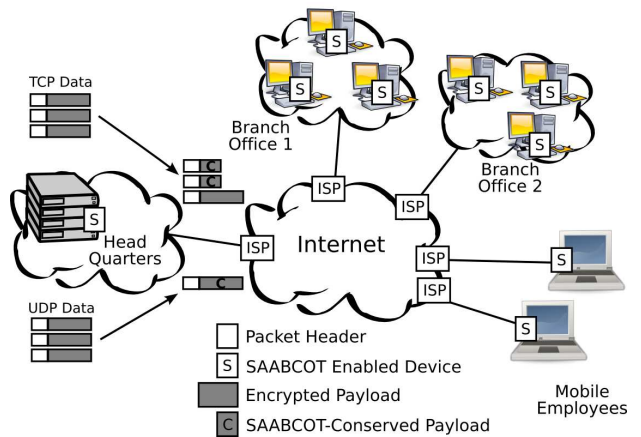 TCP Data
C
C
S
S
S
Branch
Office 1
S
S
S
Branch
Office 2
ISP
ISP
S
Head
Quarters
ISP
Internet
ISP
S
ISP
S
UDP Data
C
Packet Header
S SAABCOT Enabled Device
Encrypted Payload
C SAABCOT-Conserved Payload
Mobile
Employees